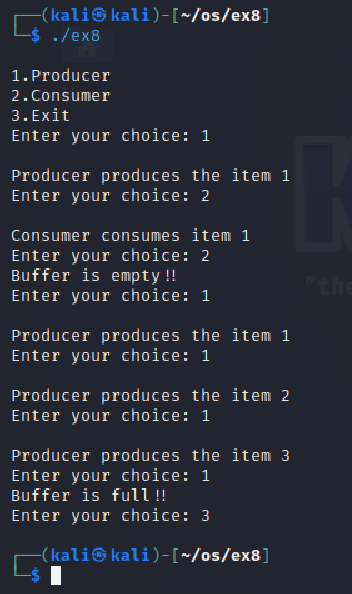 ┌──(kali㉿kali)-[~/os/ex8]
└─$ ./ex8

1.Producer
2.Consumer
3.Exit
Enter your choice: 1

Producer produces the item 1
Enter your choice: 2

Consumer consumes item 1
Enter your choice: 2
Buffer is empty!!
Enter your choice: 1

Producer produces the item 1
Enter your choice: 1

Producer produces the item 2
Enter your choice: 1

Producer produces the item 3
Enter your choice: 1
Buffer is full!!
Enter your choice: 3

┌──(kali㉿kali)-[~/os/ex8]
└─$
"the